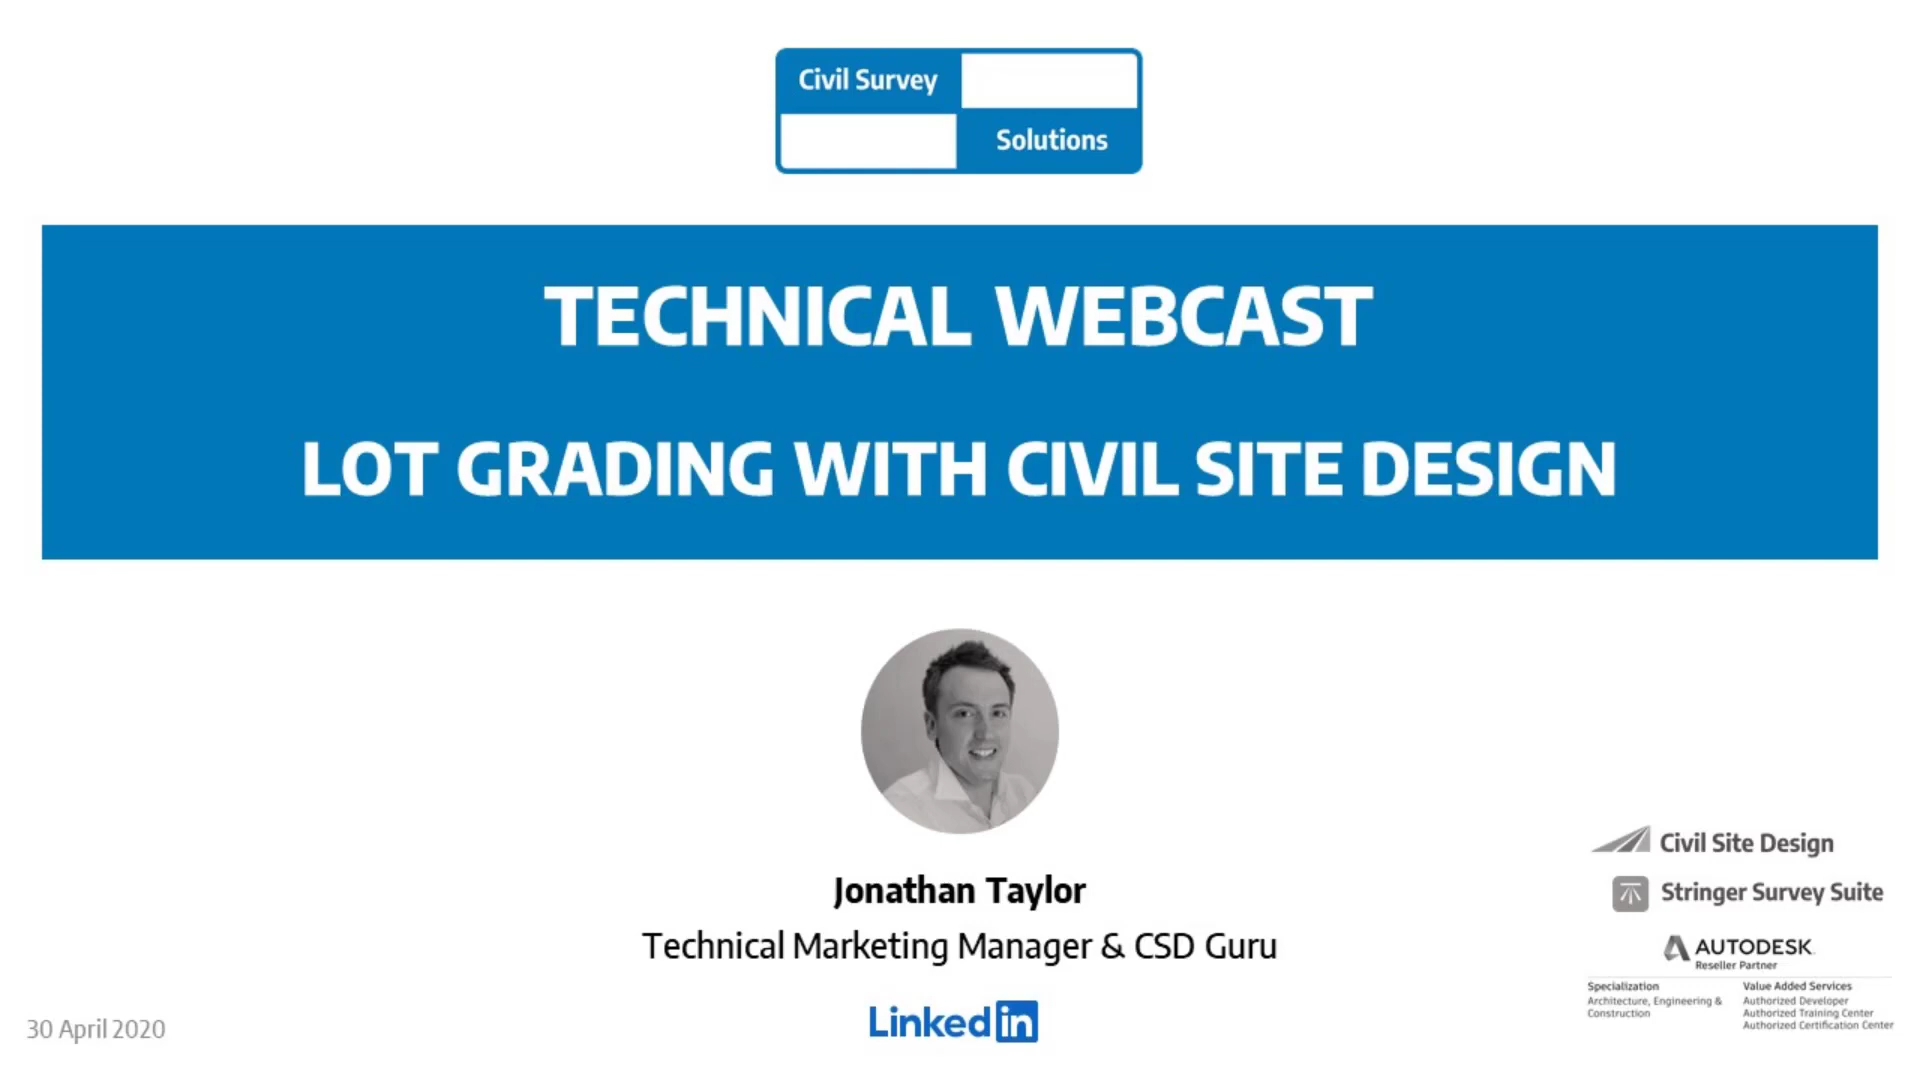 Civil Survey
Solutions
TECHNICAL WEBCAST
LOT GRADING WITH CIVIL SITE DESIGN
Jonathan Taylor
Technical Marketing Manager & CSD Guru
LinkedIn
30 April 2020
Civil Site Design
Stringer Survey Suite
AUTODESK
Reseller Partner
Specialization
Architecture, Engineering &
Construction
Value Added Services
Authorized Developer
Authorized Training Center
Authorized Certification Center